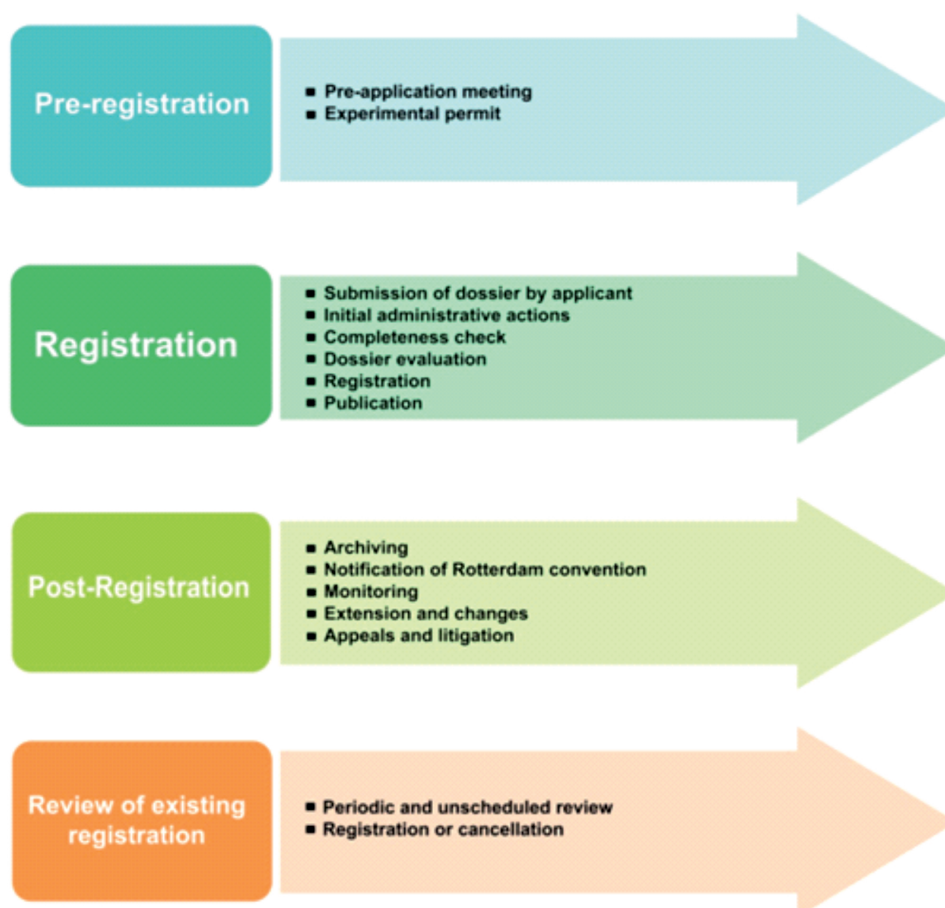 Pre-registration
▪ Pre-application meeting
▪ Experimental permit
Registration
▪ Submission of dossier by applicant
▪ Initial administrative actions
▪ Completeness check
▪ Dossier evaluation
▪ Registration
▪ Publication
Post-Registration
▪ Archiving
▪ Notification of Rotterdam convention
▪ Monitoring
▪ Extension and changes
▪ Appeals and litigation
Review of existing
registration
▪ Periodic and unscheduled review
▪ Registration or cancellation